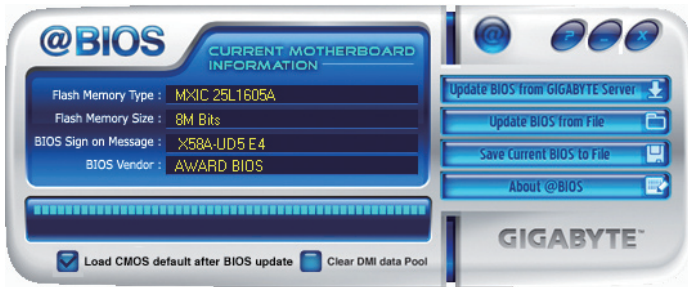 @BIOS
CURRENT MOTHERBOARD
INFORMATION
Flash Memory Type : MXIC 25L1605A
Flash Memory Size : 8M Bits
BIOS Sign on Message : X58A-UD5 E4
BIOS Vendor : AWARD BIOS
Load CMOS default after BIOS update
Clear DMI data Pool
@ ? _ X
Update BIOS from GIGABYTE Server
Update BIOS from File
Save Current BIOS to File
About @BIOS
GIGABYTE™